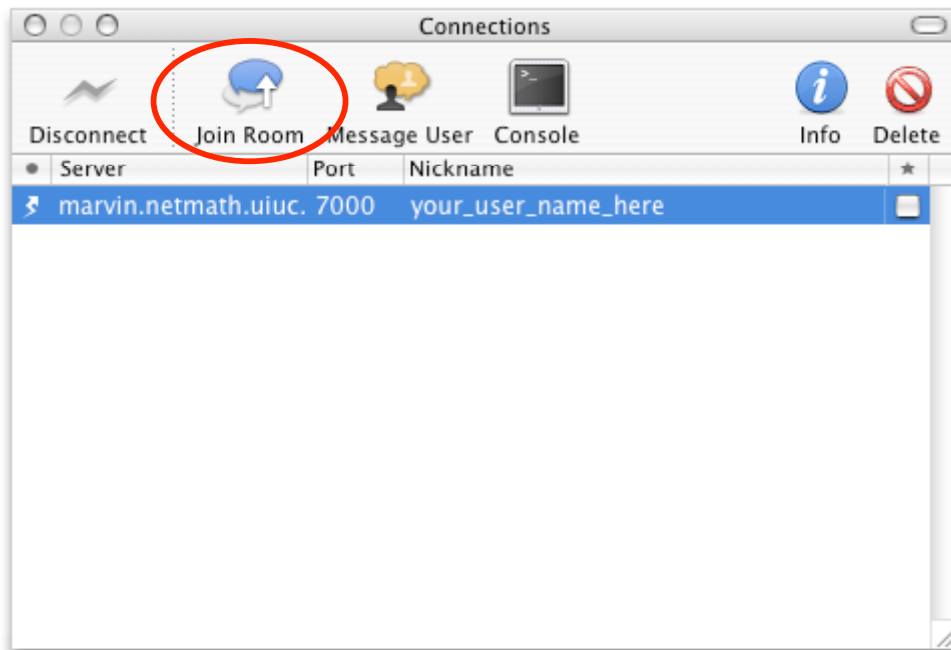 Connections
Disconnect Join Room Message User Console Info Delete
Server Port Nickname
marvin.netmath.uiuc. 7000 your_user_name_here